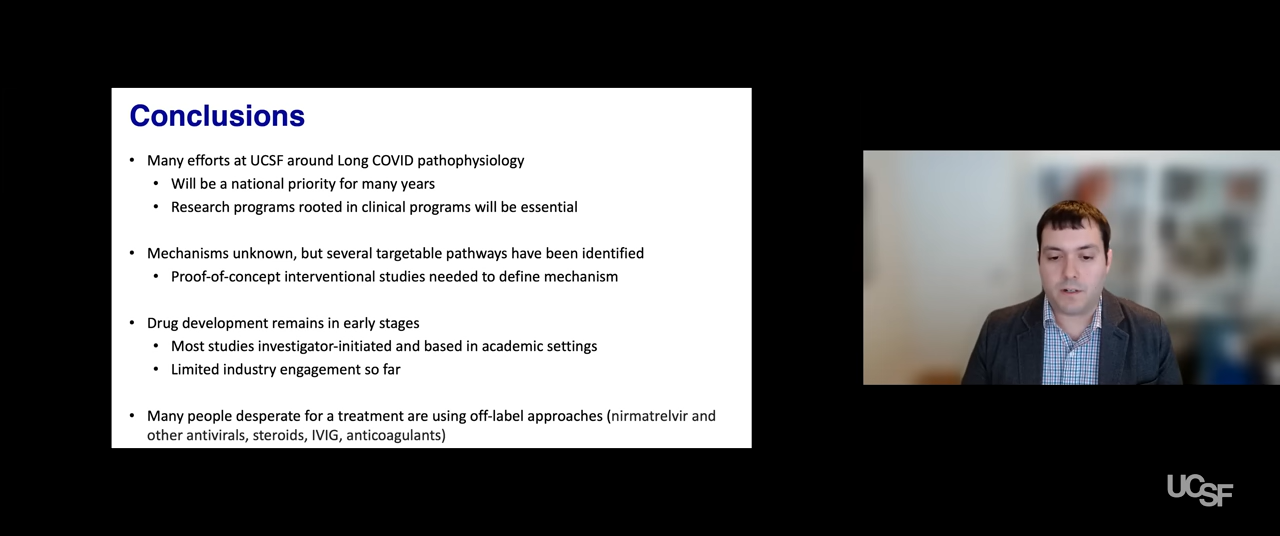 Conclusions
• Many efforts at UCSF around Long COVID pathophysiology
• Will be a national priority for many years
• Research programs rooted in clinical programs will be essential
• Mechanisms unknown, but several targetable pathways have been identified
• Proof-of-concept interventional studies needed to define mechanism
• Drug development remains in early stages
• Most studies investigator-initiated and based in academic settings
• Limited industry engagement so far
• Many people desperate for a treatment are using off-label approaches (nirmatrelvir and
other antivirals, steroids, IVIG, anticoagulants)
UCSF